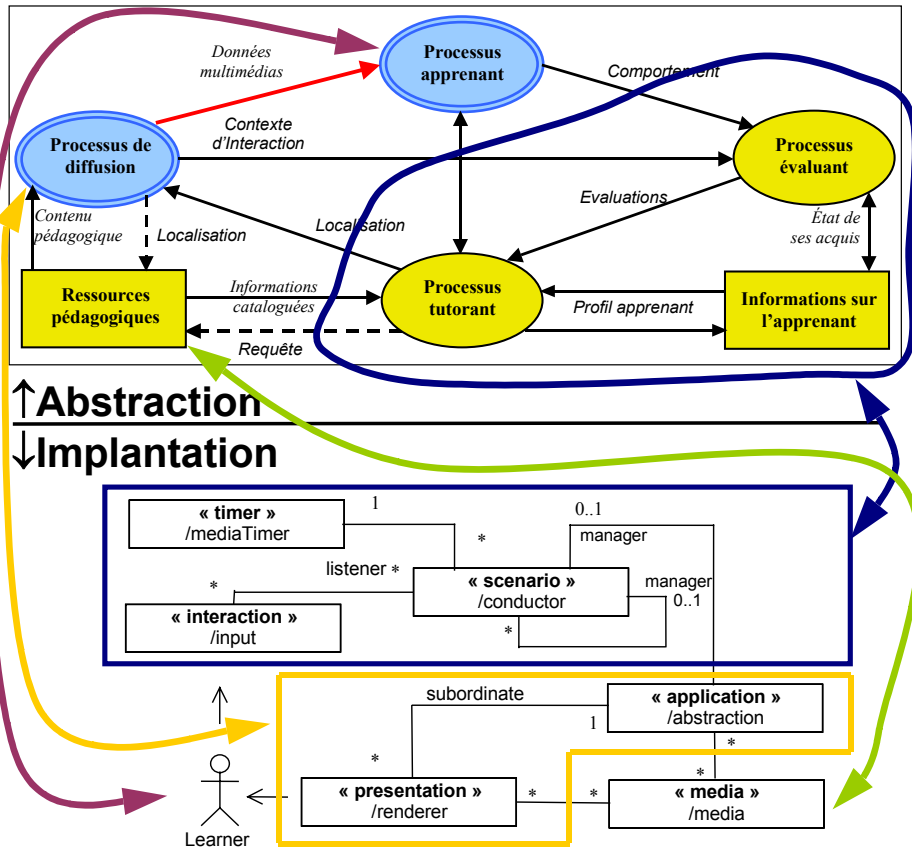 Données
multimédias
Processus
apprenant
Comportement
Processus de
diffusion
Contexte
d'Interaction
Processus
évaluant
Contenu
pédagogique
Localisation
Localisation
Evaluations
État de
ses acquis
Ressources
pédagogiques
Informations
cataloguées
Processus
tutorant
Profil apprenant
Informations sur
l'apprenant
Requête
↑Abstraction
↓Implantation
« timer »
/mediaTimer
1
*
0..1
manager
listener *
*
« scenario »
/conductor
manager
0..1
*
« interaction »
/input
subordinate
1
*
« application »
/abstraction
*
*
« presentation »
/renderer
*
*
« media »
/media
Learner